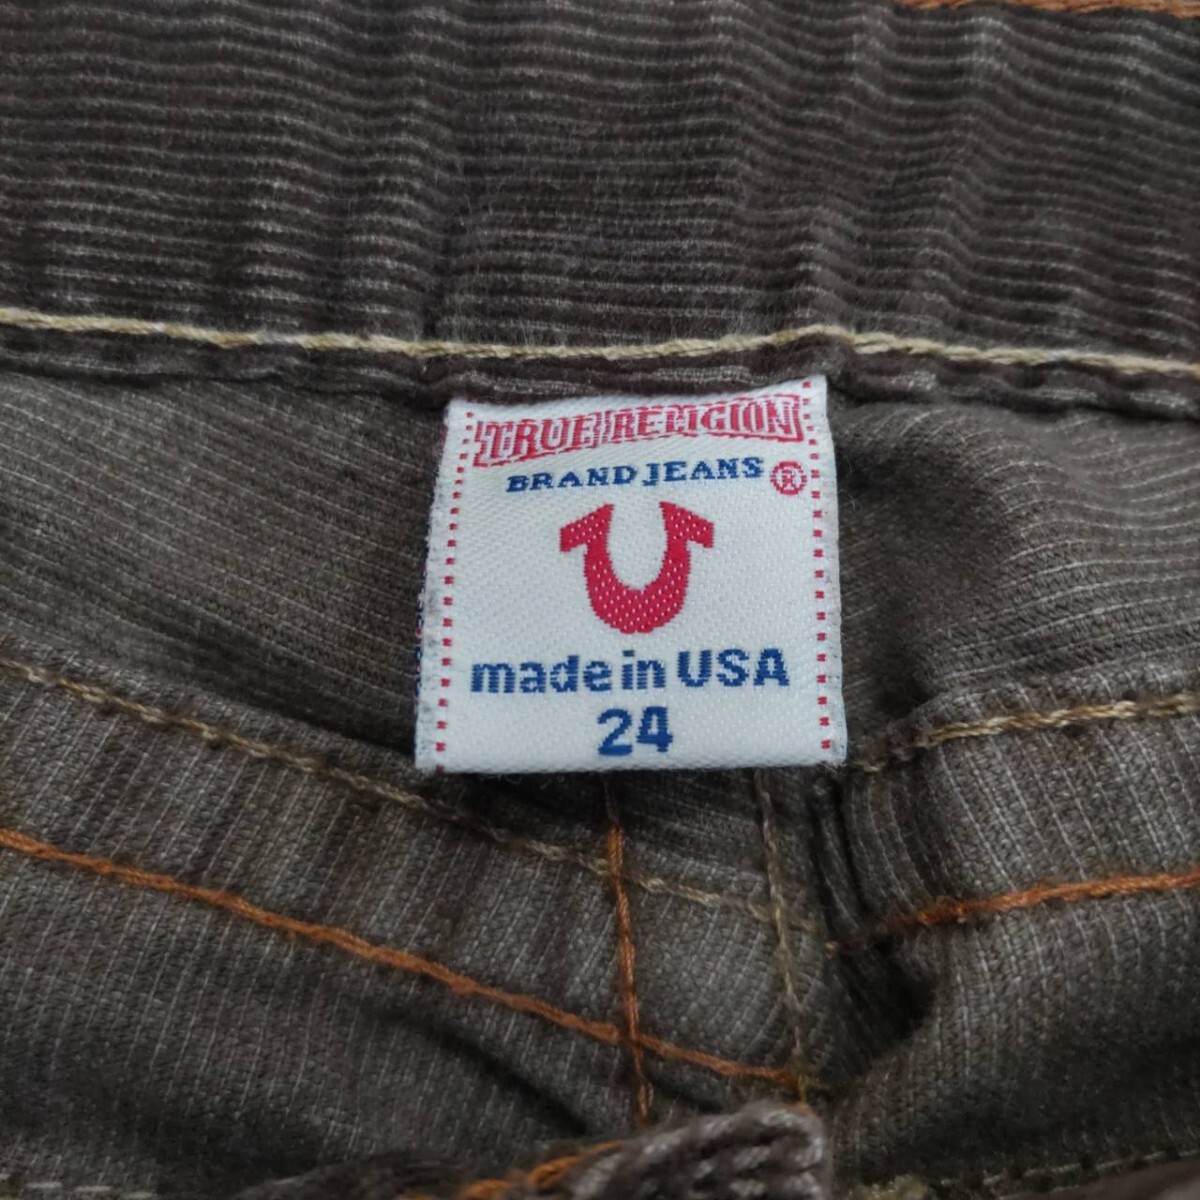 TRUE RELIGION
BRAND JEANS ®
made in USA
24